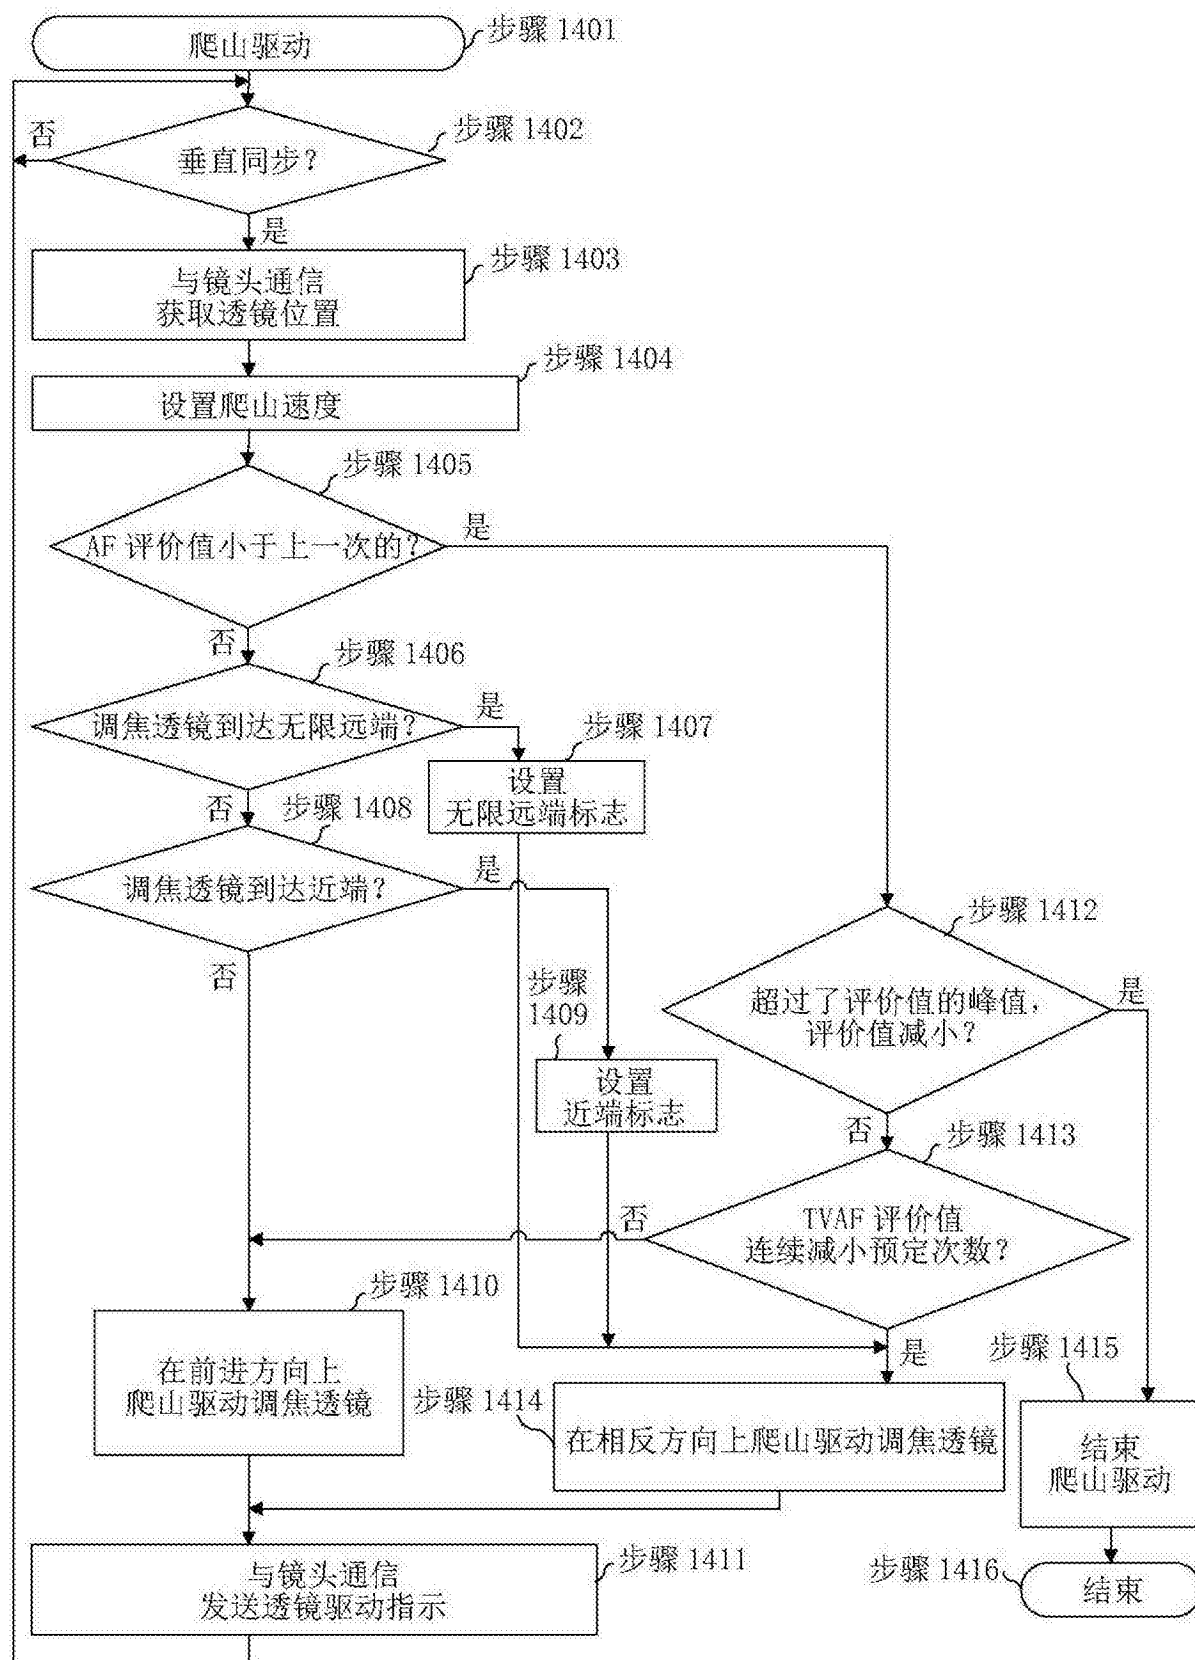 爬山驱动
步骤 1401
步骤 1402
否
垂直同步?
是
步骤 1403
与镜头通信
获取透镜位置
步骤 1404
设置爬山速度
步骤 1405
AF 评价值小于上一次的?
是
否
步骤 1406
调焦透镜到达无限远端?
是
步骤 1407
设置
无限远端标志
否
步骤 1408
调焦透镜到达近端?
是
否
步骤
1409
设置
近端标志
步骤 1412
超过了评价值的峰值,
评价值减小?
是
否
步骤 1413
TVAF 评价值
连续减小预定次数?
否
是
步骤 1410
在前进方向上
爬山驱动调焦透镜
步骤 1414
在相反方向上爬山驱动调焦透镜
步骤 1415
结束
爬山驱动
步骤 1411
与镜头通信
发送透镜驱动指示
步骤 1416
结束